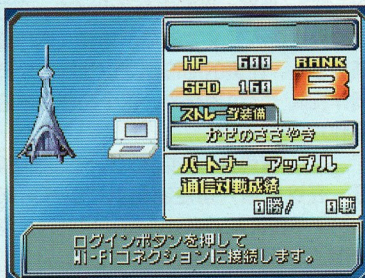 HP 600 RANK
SPD 160 B
ストレージ装備
かぜのささやき
パートナー アップル
通信対戦成績
0勝/ 0戦
ログインボタンを押して
Wi-Fiコネクションに接続します。